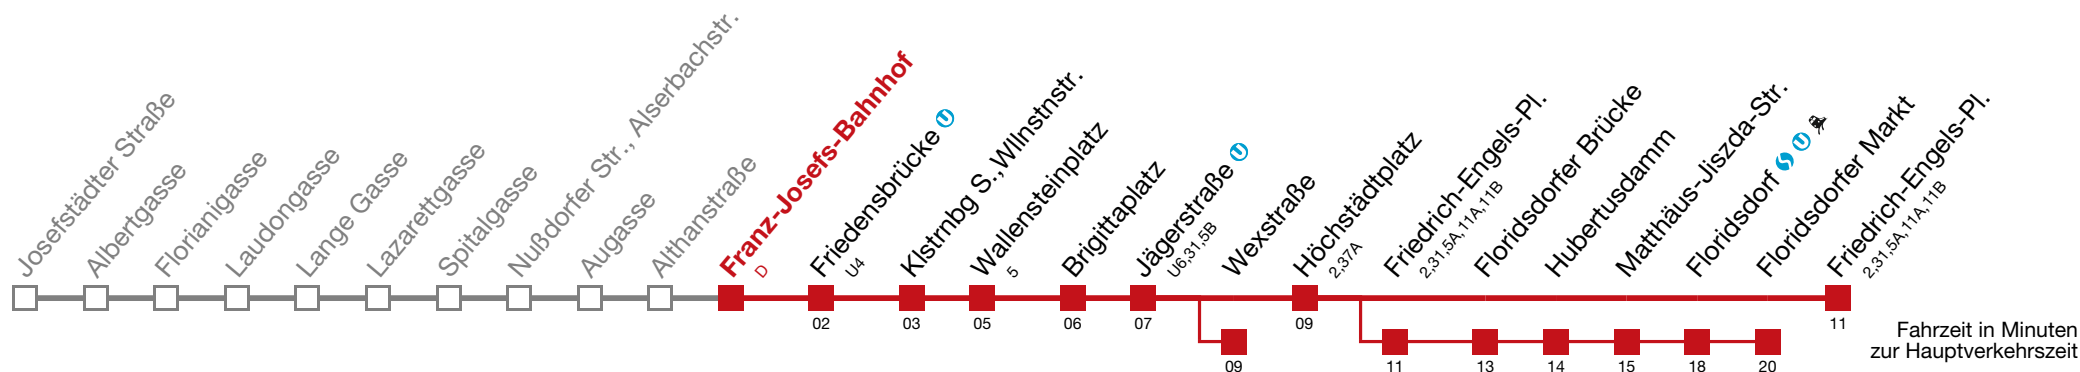 Josefstädter Straße
Albertgasse
Florianigasse
Laudongasse
Lange Gasse
Lazarettgasse
Spitalgasse
Nußdorfer Str., Alserbachstr.
Augasse
Althanstraße
Franz-Josefs-Bahnhof
D
Friedensbrücke U
U4
Klstrnbg S., Wllnstnstr.
Wallensteinplatz
5
Brigittaplatz
Jägerstraße U
U6,31,5B
Wexstraße
Höchstädtplatz
2,37A
Friedrich-Engels-Pl.
2,31,5A,11A,11B
Floridsdorfer Brücke
Hubertusdamm
Matthäus-Jiszda-Str.
Floridsdorf S U
Floridsdorfer Markt
Friedrich-Engels-Pl.
2,31,5A,11A,11B
02 03 05 06 07 09 11
09 11 13 14 15 18 20
Fahrzeit in Minuten
zur Hauptverkehrszeit